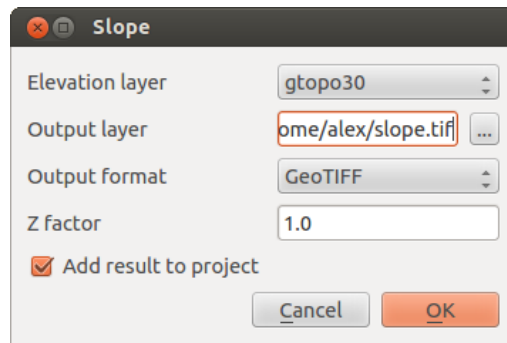 Slope
Elevation layer gtopo30
Output layer ome/alex/slope.tif ...
Output format GeoTIFF
Z factor 1.0
Add result to project
Cancel OK